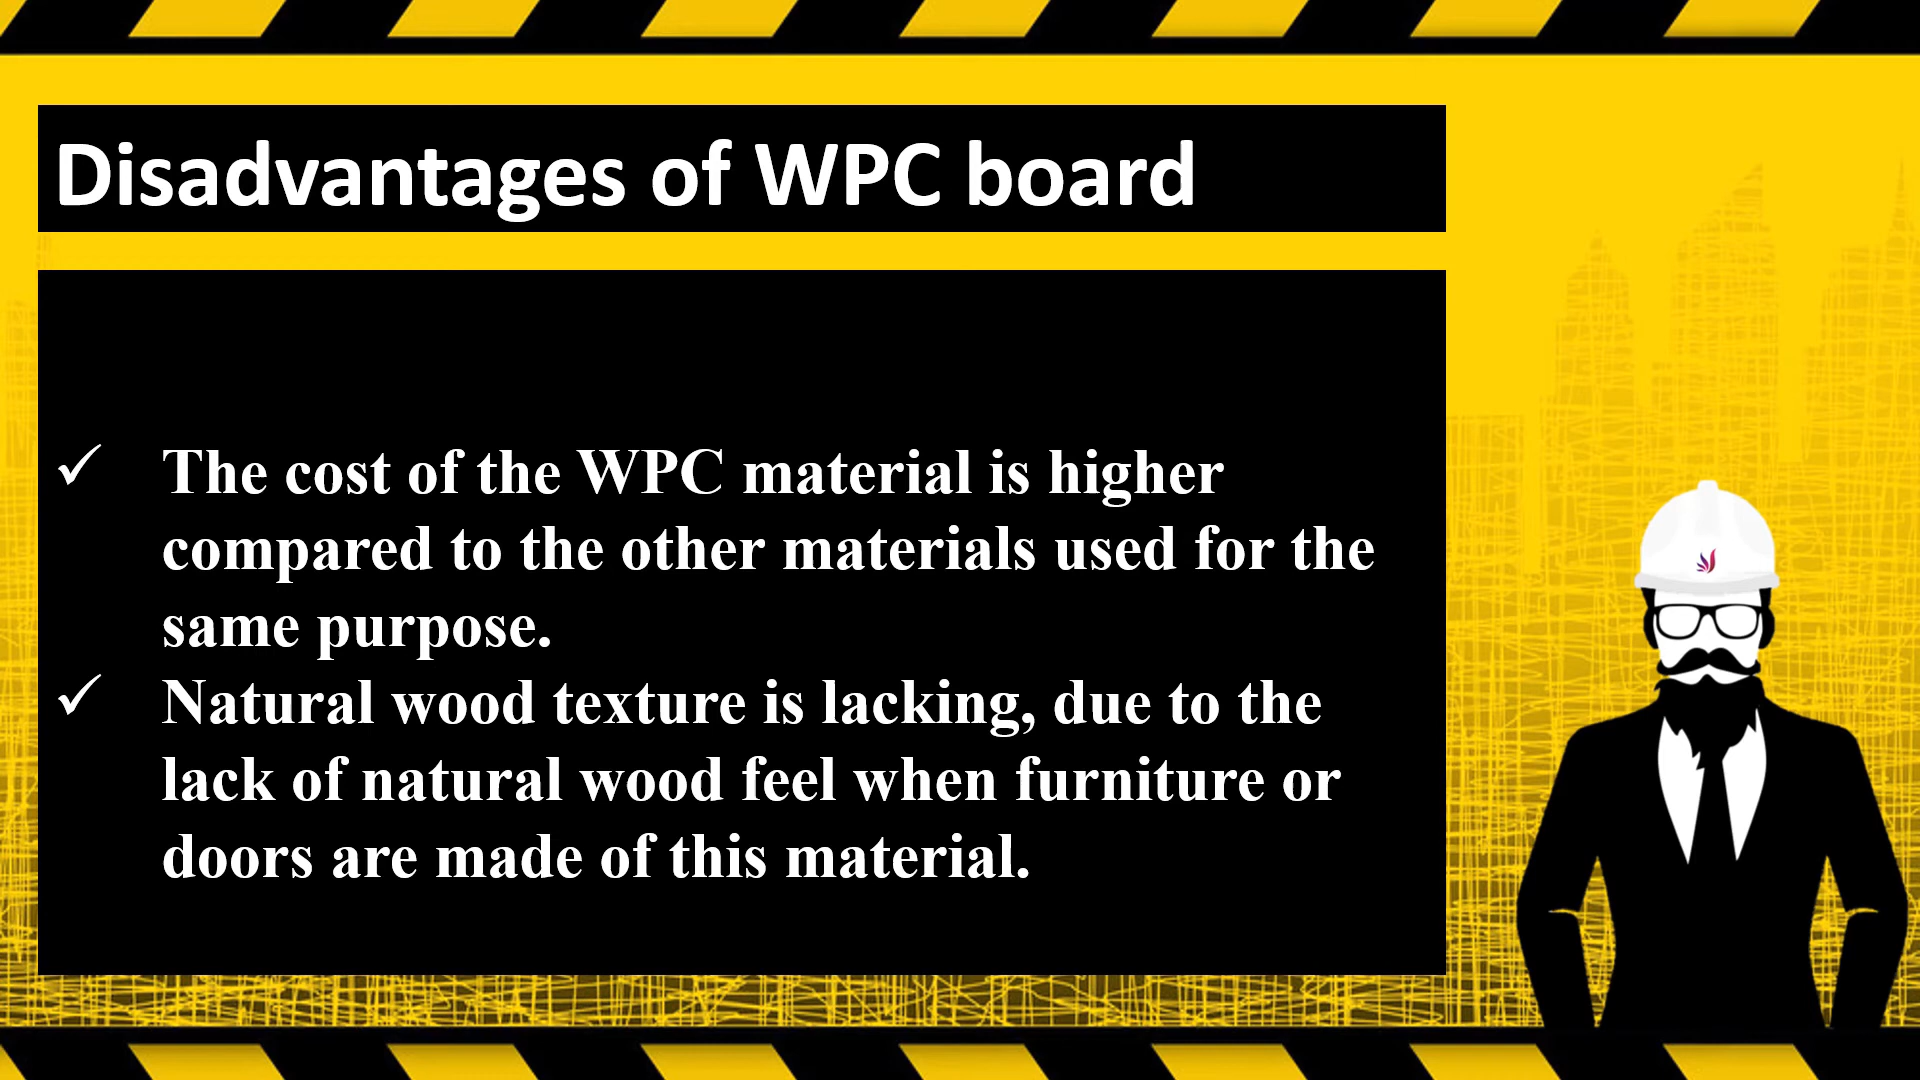 Disadvantages of WPC board
✓ The cost of the WPC material is higher
compared to the other materials used for the
same purpose.
✓ Natural wood texture is lacking, due to the
lack of natural wood feel when furniture or
doors are made of this material.